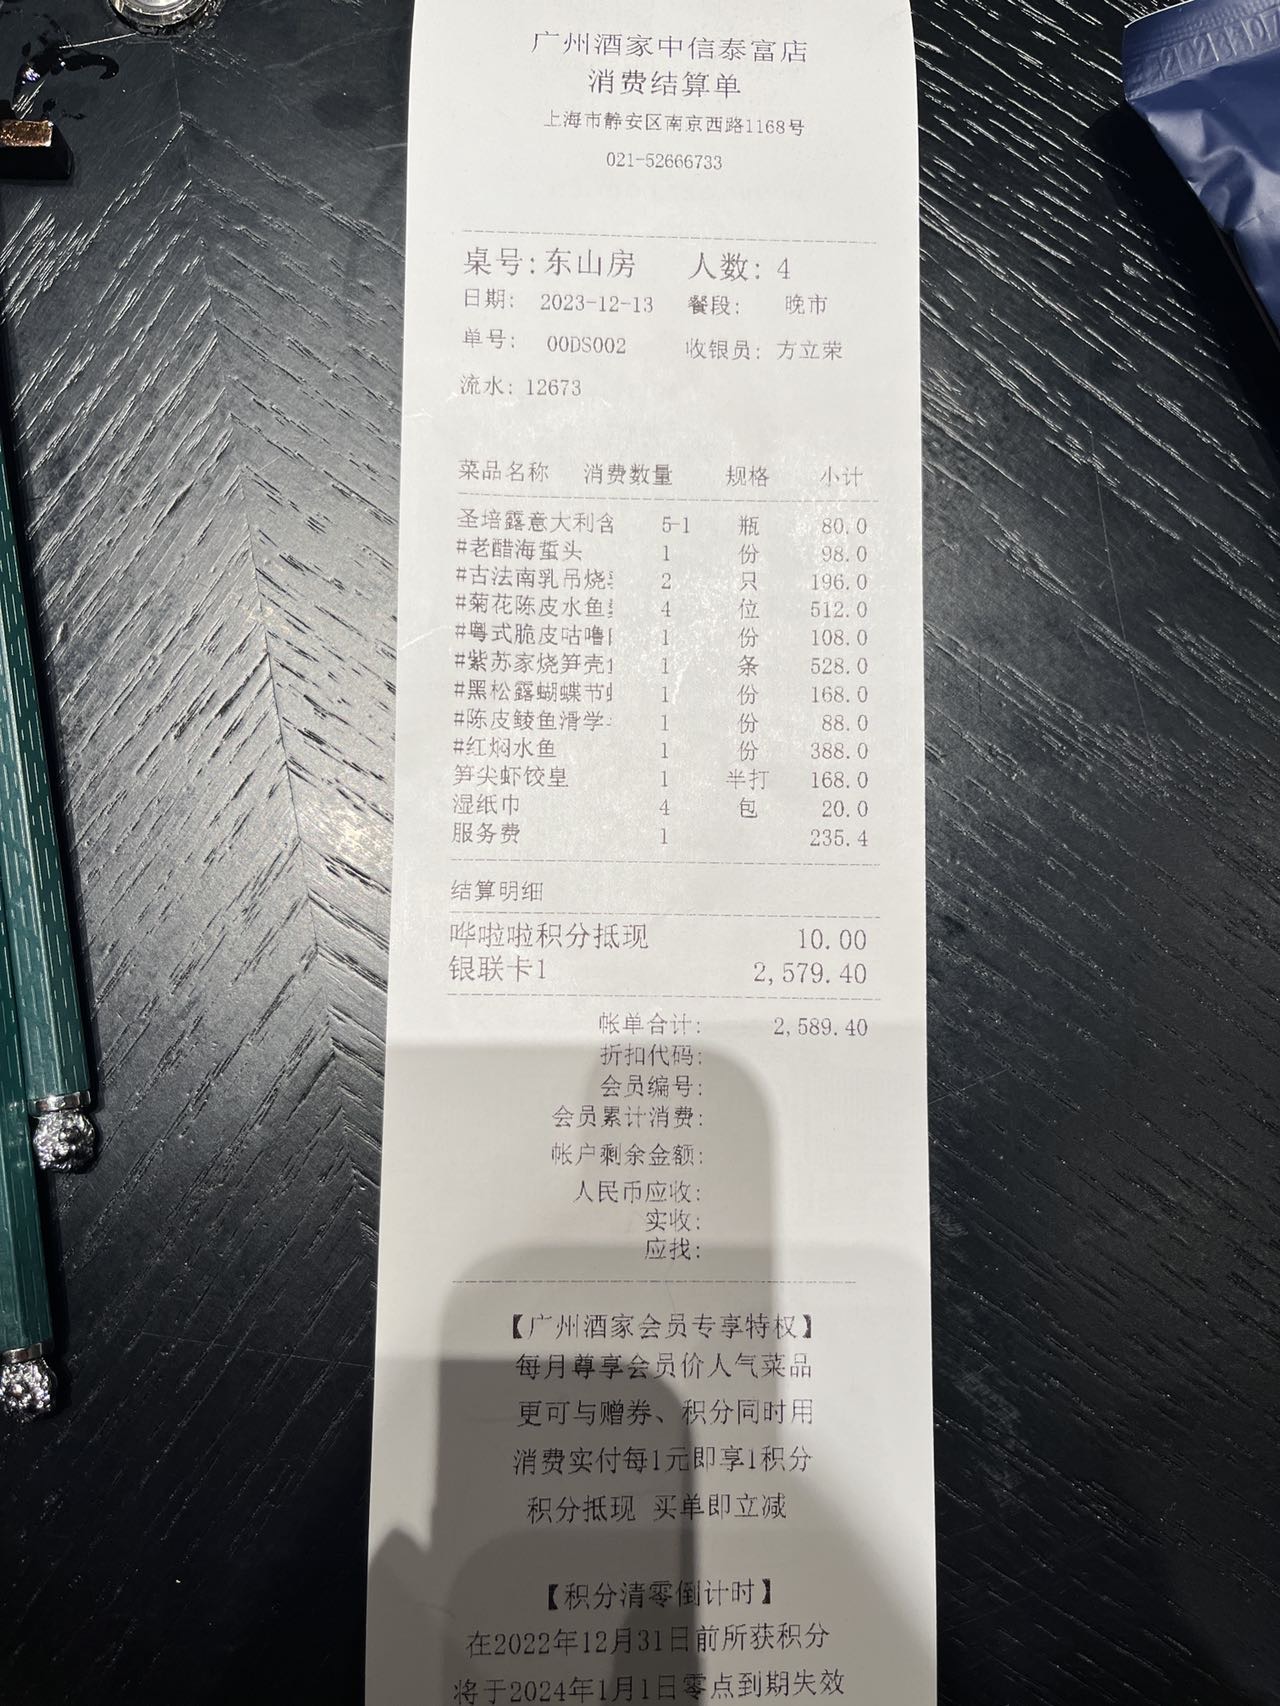 广州酒家中信泰富店
消费结算单
上海市静安区南京西路1168号
021-52666733
桌号:东山房 人数: 4
日期: 2023-12-13 餐段: 晚市
单号: 00DS002 收银员: 方立荣
流水: 12673
菜品名称 消费数量 规格 小计
圣培露意大利含 5-1 瓶 80.0
#老醋海蜇头 1 份 98.0
#古法南乳吊烧 2 只 196.0
#菊花陈皮水鱼 4 位 512.0
#粤式脆皮咕噜 1 份 108.0
#紫苏家烧笋壳 1 条 528.0
#黑松露蝴蝶节 1 份 168.0
#陈皮鲮鱼滑学 1 份 88.0
#红焖水鱼 1 份 388.0
笋尖虾饺皇 1 半打 168.0
湿纸巾 4 包 20.0
服务费 1 235.4
结算明细
哗啦啦积分抵现 10.00
银联卡1 2,579.40
帐单合计: 2,589.40
折扣代码:
会员编号:
会员累计消费:
帐户剩余金额:
人民币应收:
实收:
应找:
【广州酒家会员专享特权】
每月尊享会员价人气菜品
更可与赠券、积分同时用
消费实付每1元即享1积分
积分抵现 买单即立减
【积分清零倒计时】
在2022年12月31日前所获积分
将于2024年1月1日零点到期失效